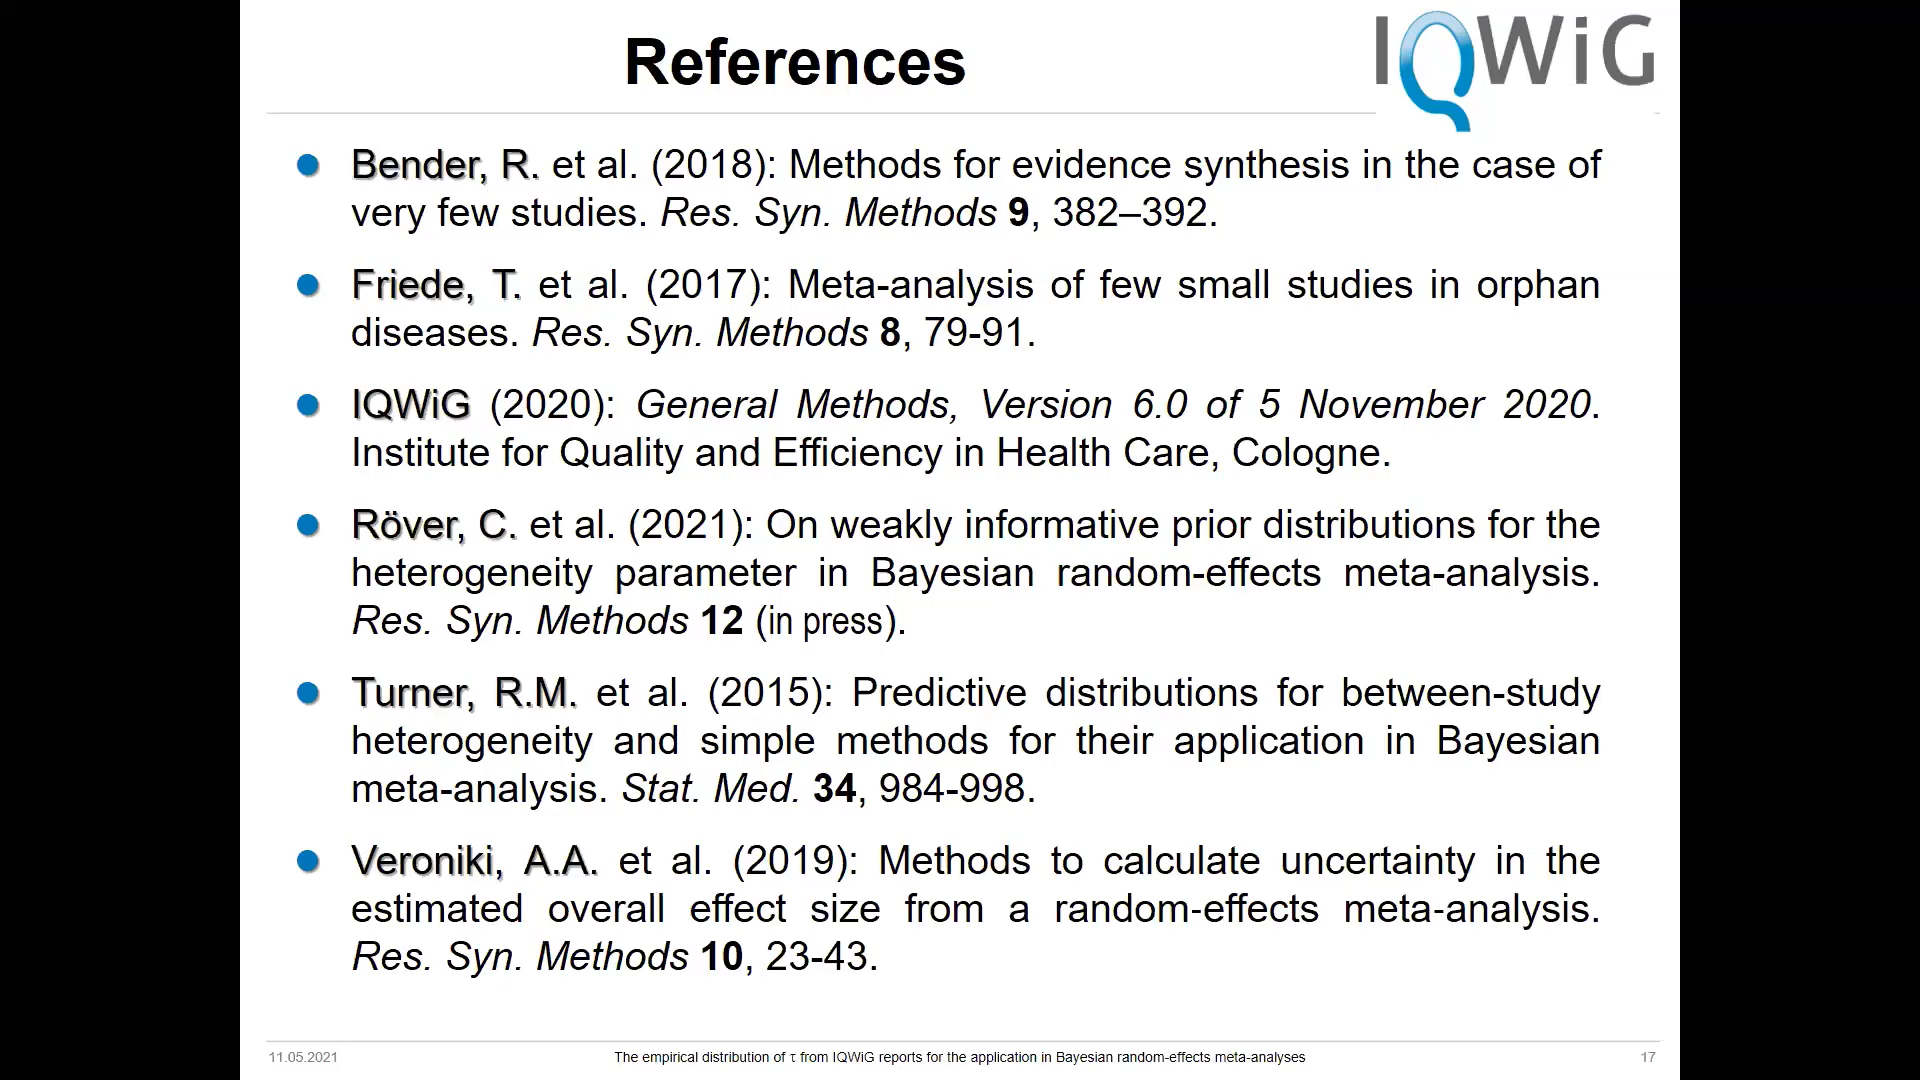 References
IQWiG
Bender, R. et al. (2018): Methods for evidence synthesis in the case of
very few studies. Res. Syn. Methods 9, 382–392.
Friede, T. et al. (2017): Meta-analysis of few small studies in orphan
diseases. Res. Syn. Methods 8, 79-91.
IQWiG (2020): General Methods, Version 6.0 of 5 November 2020.
Institute for Quality and Efficiency in Health Care, Cologne.
Röver, C. et al. (2021): On weakly informative prior distributions for the
heterogeneity parameter in Bayesian random-effects meta-analysis.
Res. Syn. Methods 12 (in press).
Turner, R.M. et al. (2015): Predictive distributions for between-study
heterogeneity and simple methods for their application in Bayesian
meta-analysis. Stat. Med. 34, 984-998.
Veroniki, A.A. et al. (2019): Methods to calculate uncertainty in the
estimated overall effect size from a random-effects meta-analysis.
Res. Syn. Methods 10, 23-43.
11.05.2021
The empirical distribution of τ from IQWiG reports for the application in Bayesian random-effects meta-analyses
17